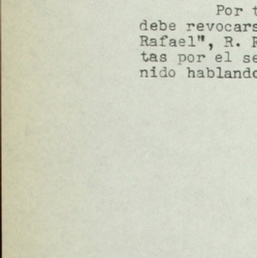 Por t
debe revocars
Rafael", R. R
tas por el se
nido hablando